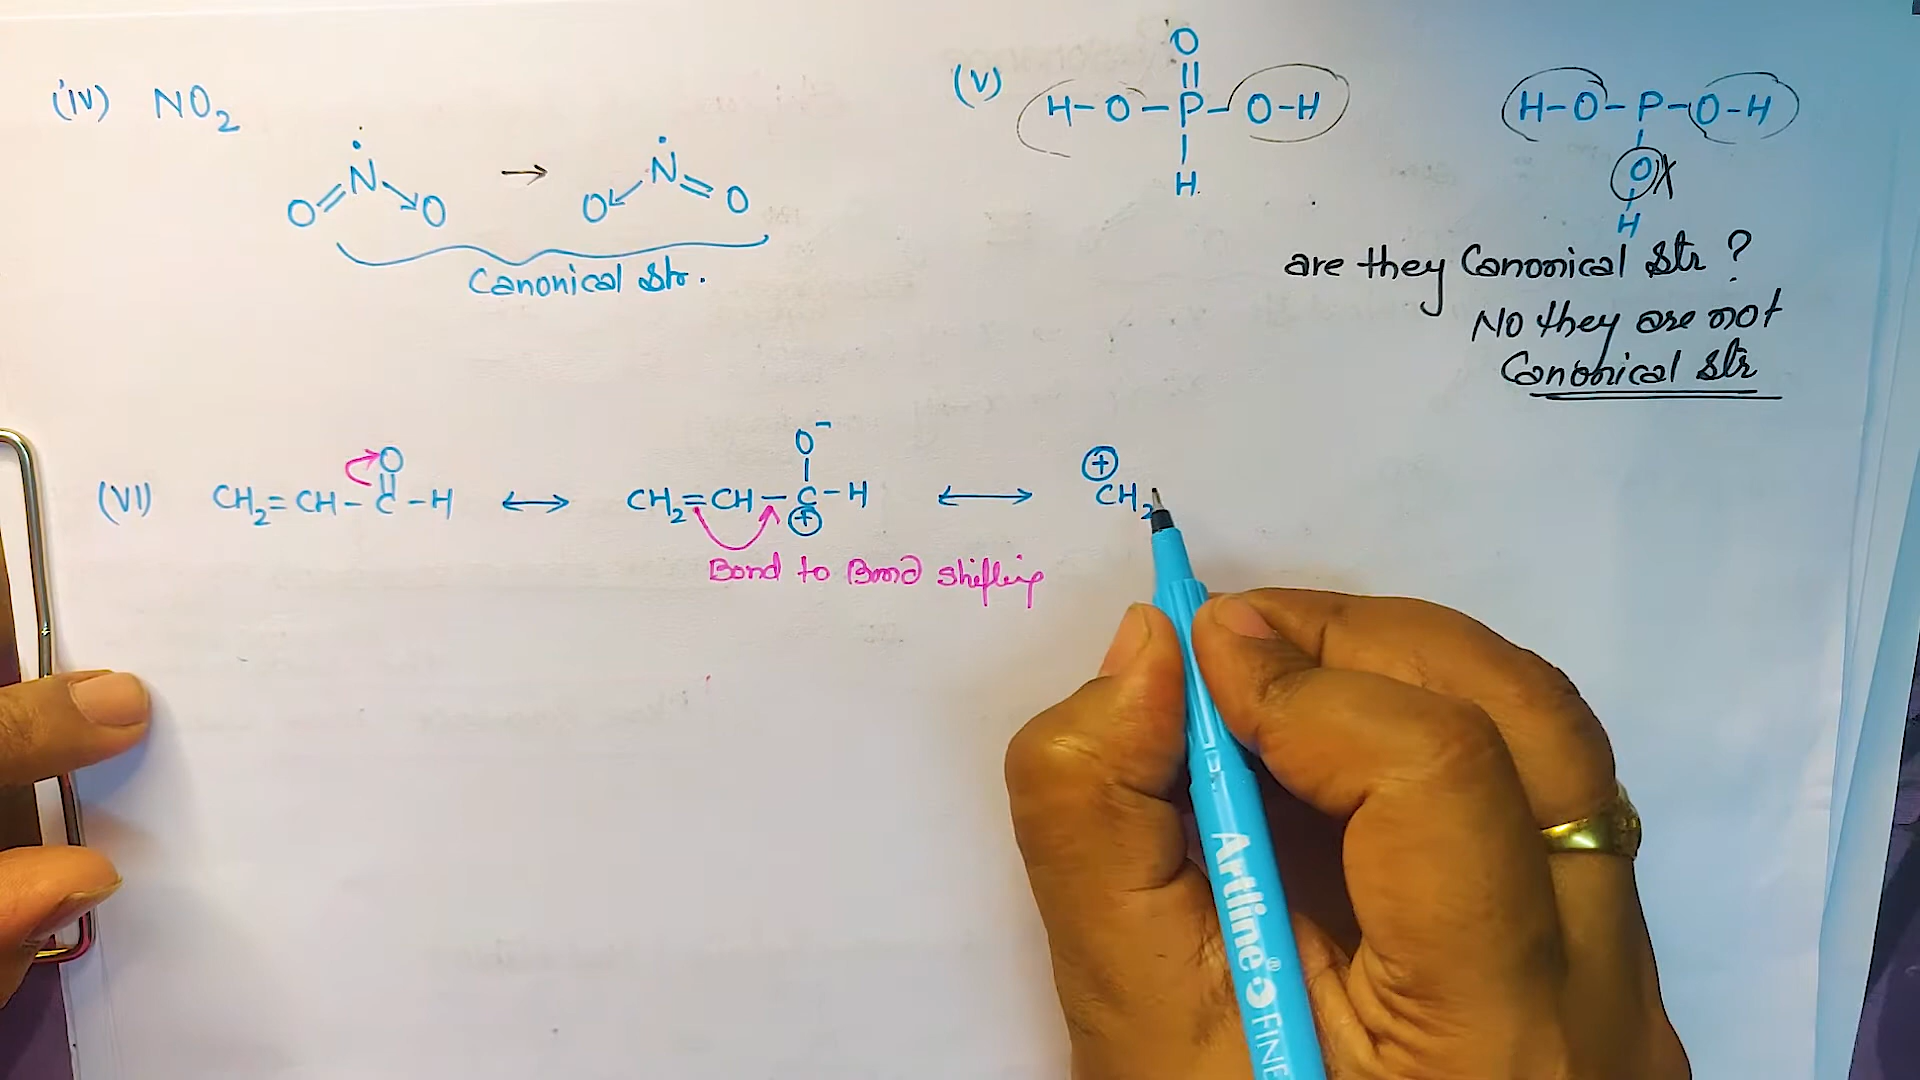 (iv) NO₂
N
O=N→O → O←N=O
Canonical Str.
(V)
O
||
H-O-P-O-H
|
H
H-O-P-O-H
|
O X
|
H
are they Canonical Str ?
No they are not
Canonical Str
(VI) CH₂=CH-C-H ↔ CH₂=CH-C-H ↔ CH₂
O
O⁻
⊕
⊕
Bond to Bond shifting
Artline® FINE